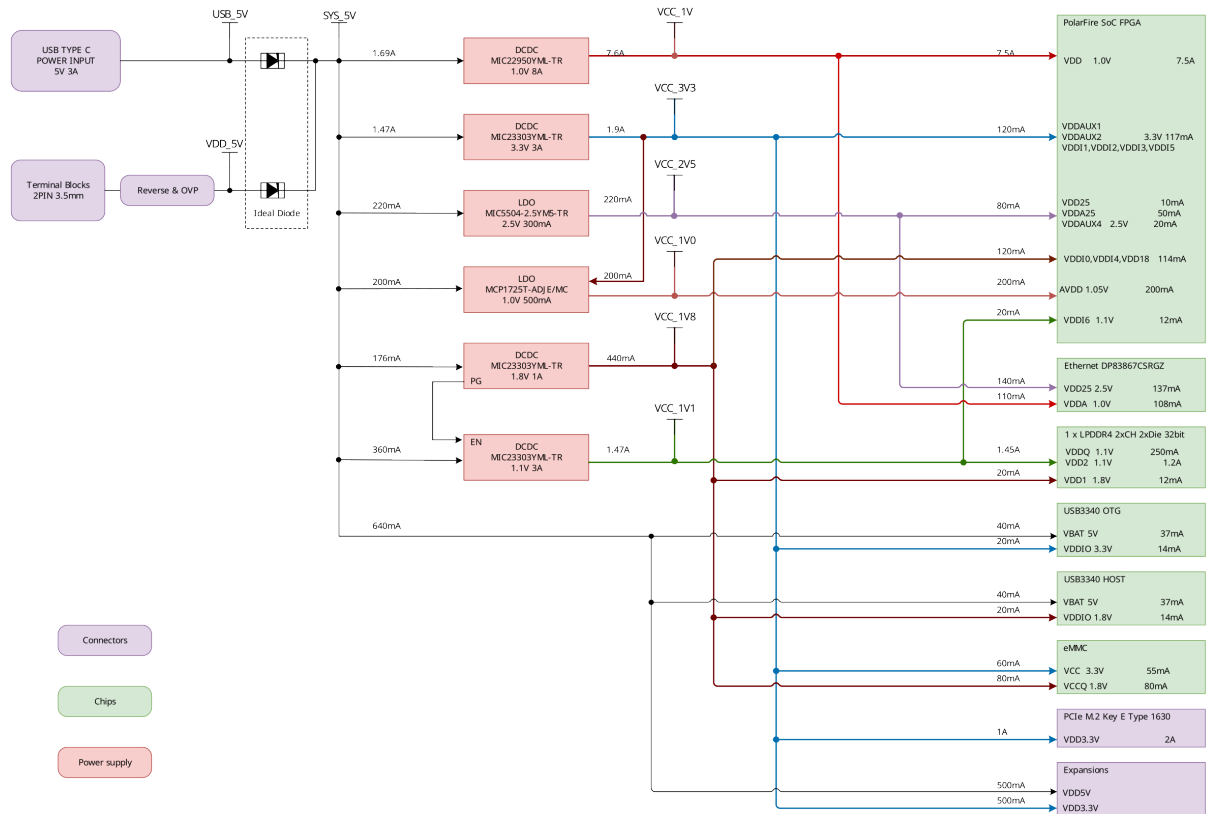 USB_5V
SYS_5V
VCC_1V
PolarFire SoC FPGA
USB TYPE C
POWER INPUT
5V 3A
1.69A
DCDC
MIC22950YML-TR
1.0V 8A
7.6A
7.5A
VDD 1.0V 7.5A
VCC_3V3
1.47A
DCDC
MIC23303YML-TR
3.3V 3A
1.9A
120mA
VDDAUX1
VDDAUX2 3.3V 117mA
VDDI1,VDDI2,VDDI3,VDDI5
VDD_5V
VCC_2V5
Terminal Blocks
2PIN 3.5mm
Reverse & OVP
Ideal Diode
220mA
LDO
MIC5504-2.5YM5-TR
2.5V 300mA
220mA
80mA
VDD25 10mA
VDDA25 50mA
VDDAUX4 2.5V 20mA
VCC_1V0
120mA
VDDI0,VDDI4,VDD18 114mA
200mA
LDO
MCP1725T-ADJE/MC
1.0V 500mA
200mA
200mA
AVDD 1.05V 200mA
VCC_1V8
20mA
VDDI6 1.1V 12mA
176mA
DCDC
MIC23303YML-TR
1.8V 1A
PG
440mA
Ethernet DP83867CSRGZ
140mA
VDD25 2.5V 137mA
110mA
VDDA 1.0V 108mA
VCC_1V1
360mA
EN
DCDC
MIC23303YML-TR
1.1V 3A
1.47A
1.45A
1 x LPDDR4 2xCH 2xDie 32bit
VDDQ 1.1V 250mA
VDD2 1.1V 1.2A
20mA
VDD1 1.8V 12mA
640mA
USB3340 OTG
40mA
VBAT 5V 37mA
20mA
VDDIO 3.3V 14mA
USB3340 HOST
40mA
VBAT 5V 37mA
20mA
VDDIO 1.8V 14mA
Connectors
eMMC
60mA
VCC 3.3V 55mA
80mA
VCCQ 1.8V 80mA
Chips
PCIe M.2 Key E Type 1630
1A
VDD3.3V 2A
Power supply
Expansions
500mA
VDD5V
500mA
VDD3.3V